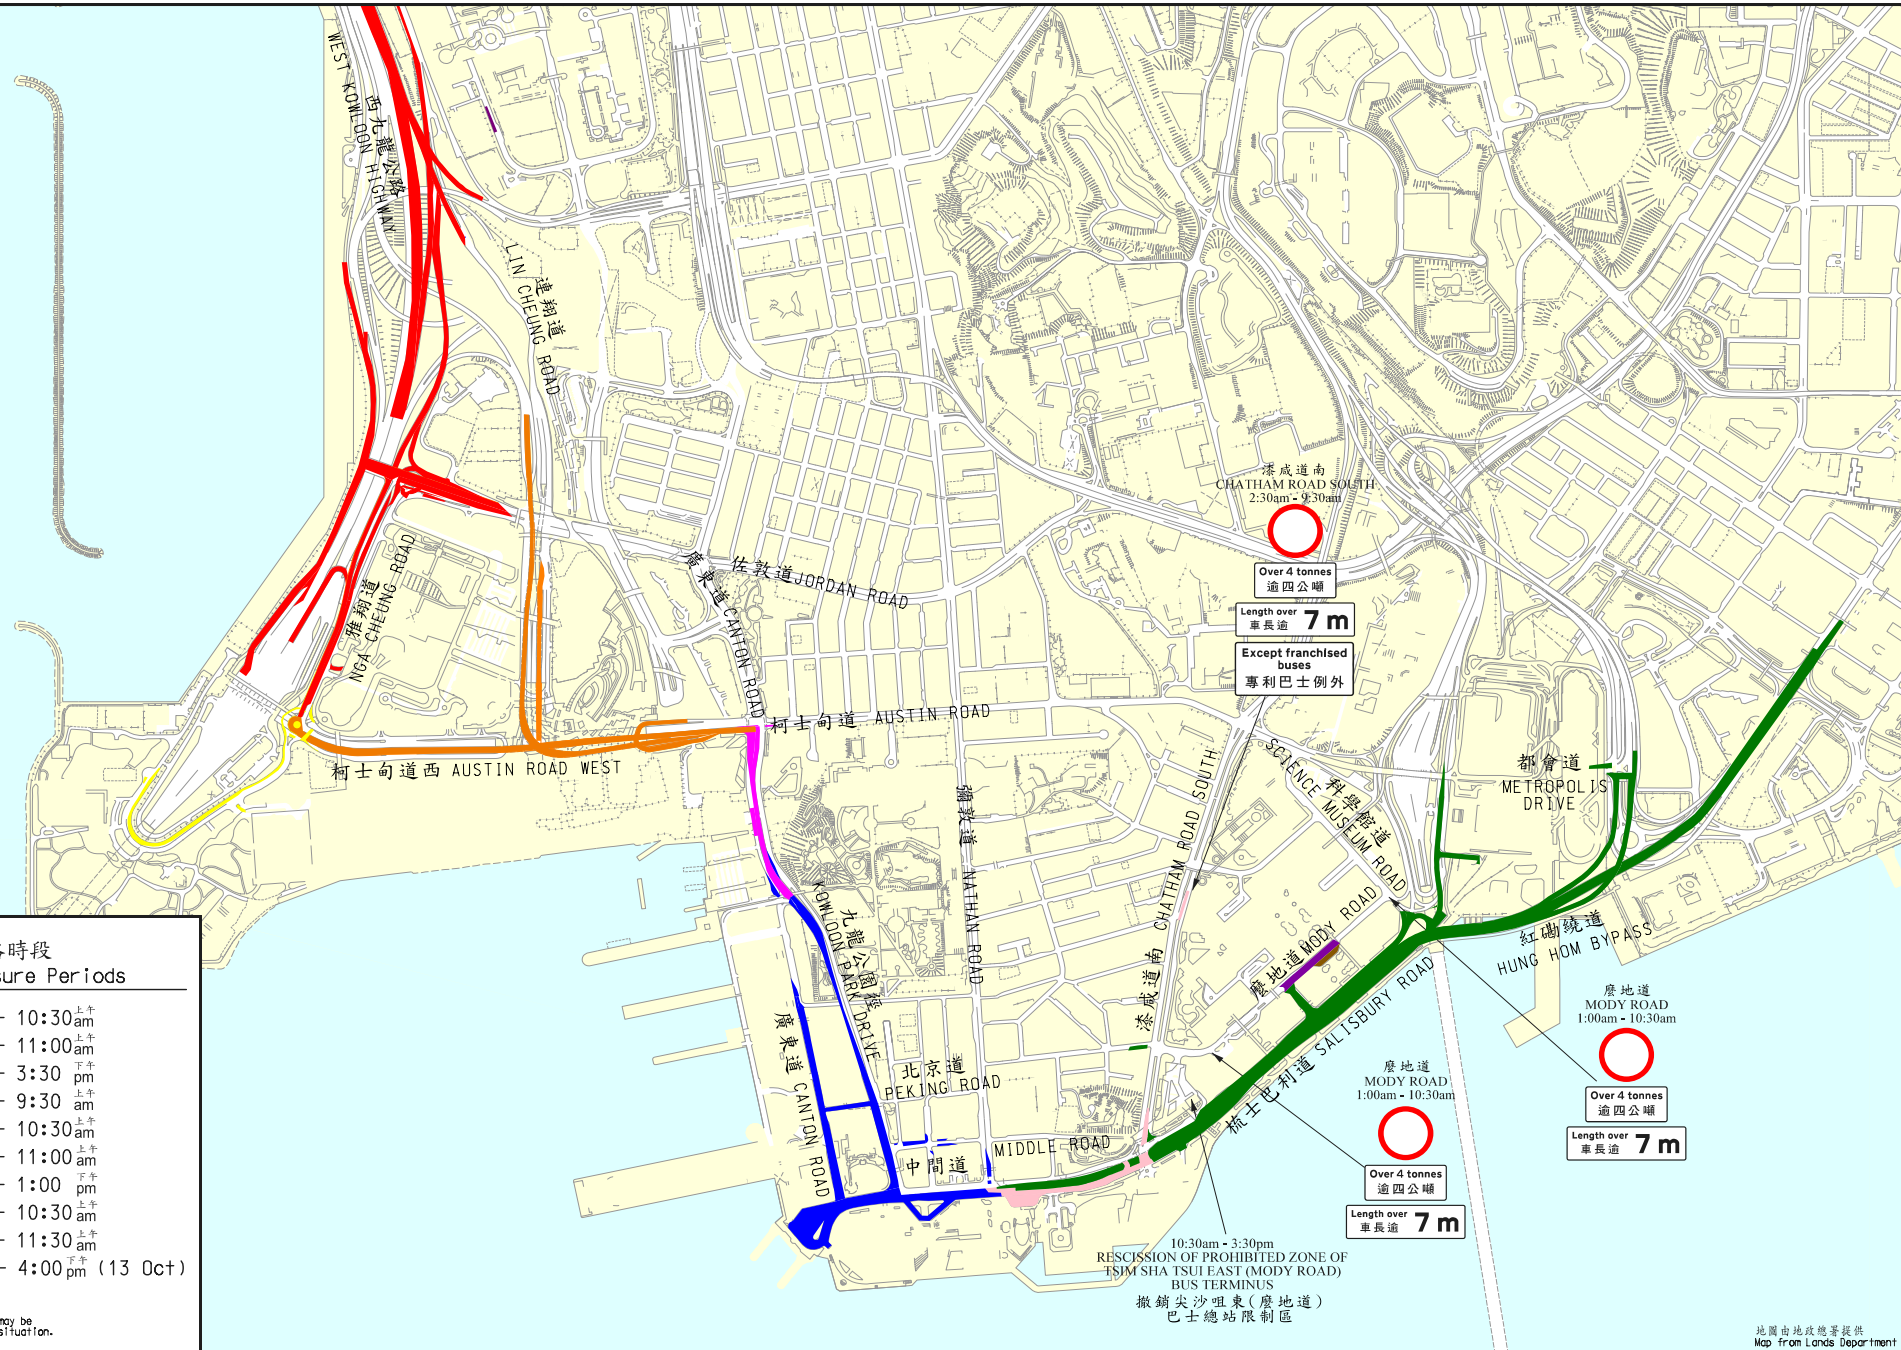 西九龍公路
WEST KOWLOON HIGHWAY
連翔道
LIN CHEUNG ROAD
漆咸道南
CHATHAM ROAD SOUTH
2:30am - 9:30am
Over 4 tonnes
逾四公噸
Length over 7 m
車長逾
Except franchised
buses
專利巴士例外
佐敦道 JORDAN ROAD
廣東道 CANTON ROAD
雅翔道
NGA CHEUNG ROAD
柯士甸道 AUSTIN ROAD
柯士甸道西 AUSTIN ROAD WEST
都會道
METROPOLIS
DRIVE
科學館道
SCIENCE MUSEUM ROAD
彌敦道 NATHAN ROAD
漆咸道南 CHATHAM ROAD SOUTH
九龍公園徑
KOWLOON PARK DRIVE
麼地道 MODY ROAD
紅磡繞道
HUNG HOM BYPASS
梳士巴利道 SALISBURY ROAD
廣東道 CANTON ROAD
北京道
PEKING ROAD
中間道
MIDDLE ROAD
麼地道
MODY ROAD
1:00am - 10:30am
Over 4 tonnes
逾四公噸
Length over 7 m
車長逾
麼地道
MODY ROAD
1:00am - 10:30am
Over 4 tonnes
逾四公噸
Length over 7 m
車長逾
10:30am - 3:30pm
RESCISSION OF PROHIBITED ZONE OF
TSIM SHA TSUI EAST (MODY ROAD)
BUS TERMINUS
撤銷尖沙咀東(麼地道)
巴士總站限制區
時段
sure Periods
- 10:30 上午 am
- 11:00 上午 am
- 3:30 下午 pm
- 9:30 上午 am
- 10:30 上午 am
- 11:00 上午 am
- 1:00 下午 pm
- 10:30 上午 am
- 11:30 上午 am
- 4:00 下午 pm (13 Oct)
may be
situation.
地圖由地政總署提供
Map from Lands Department